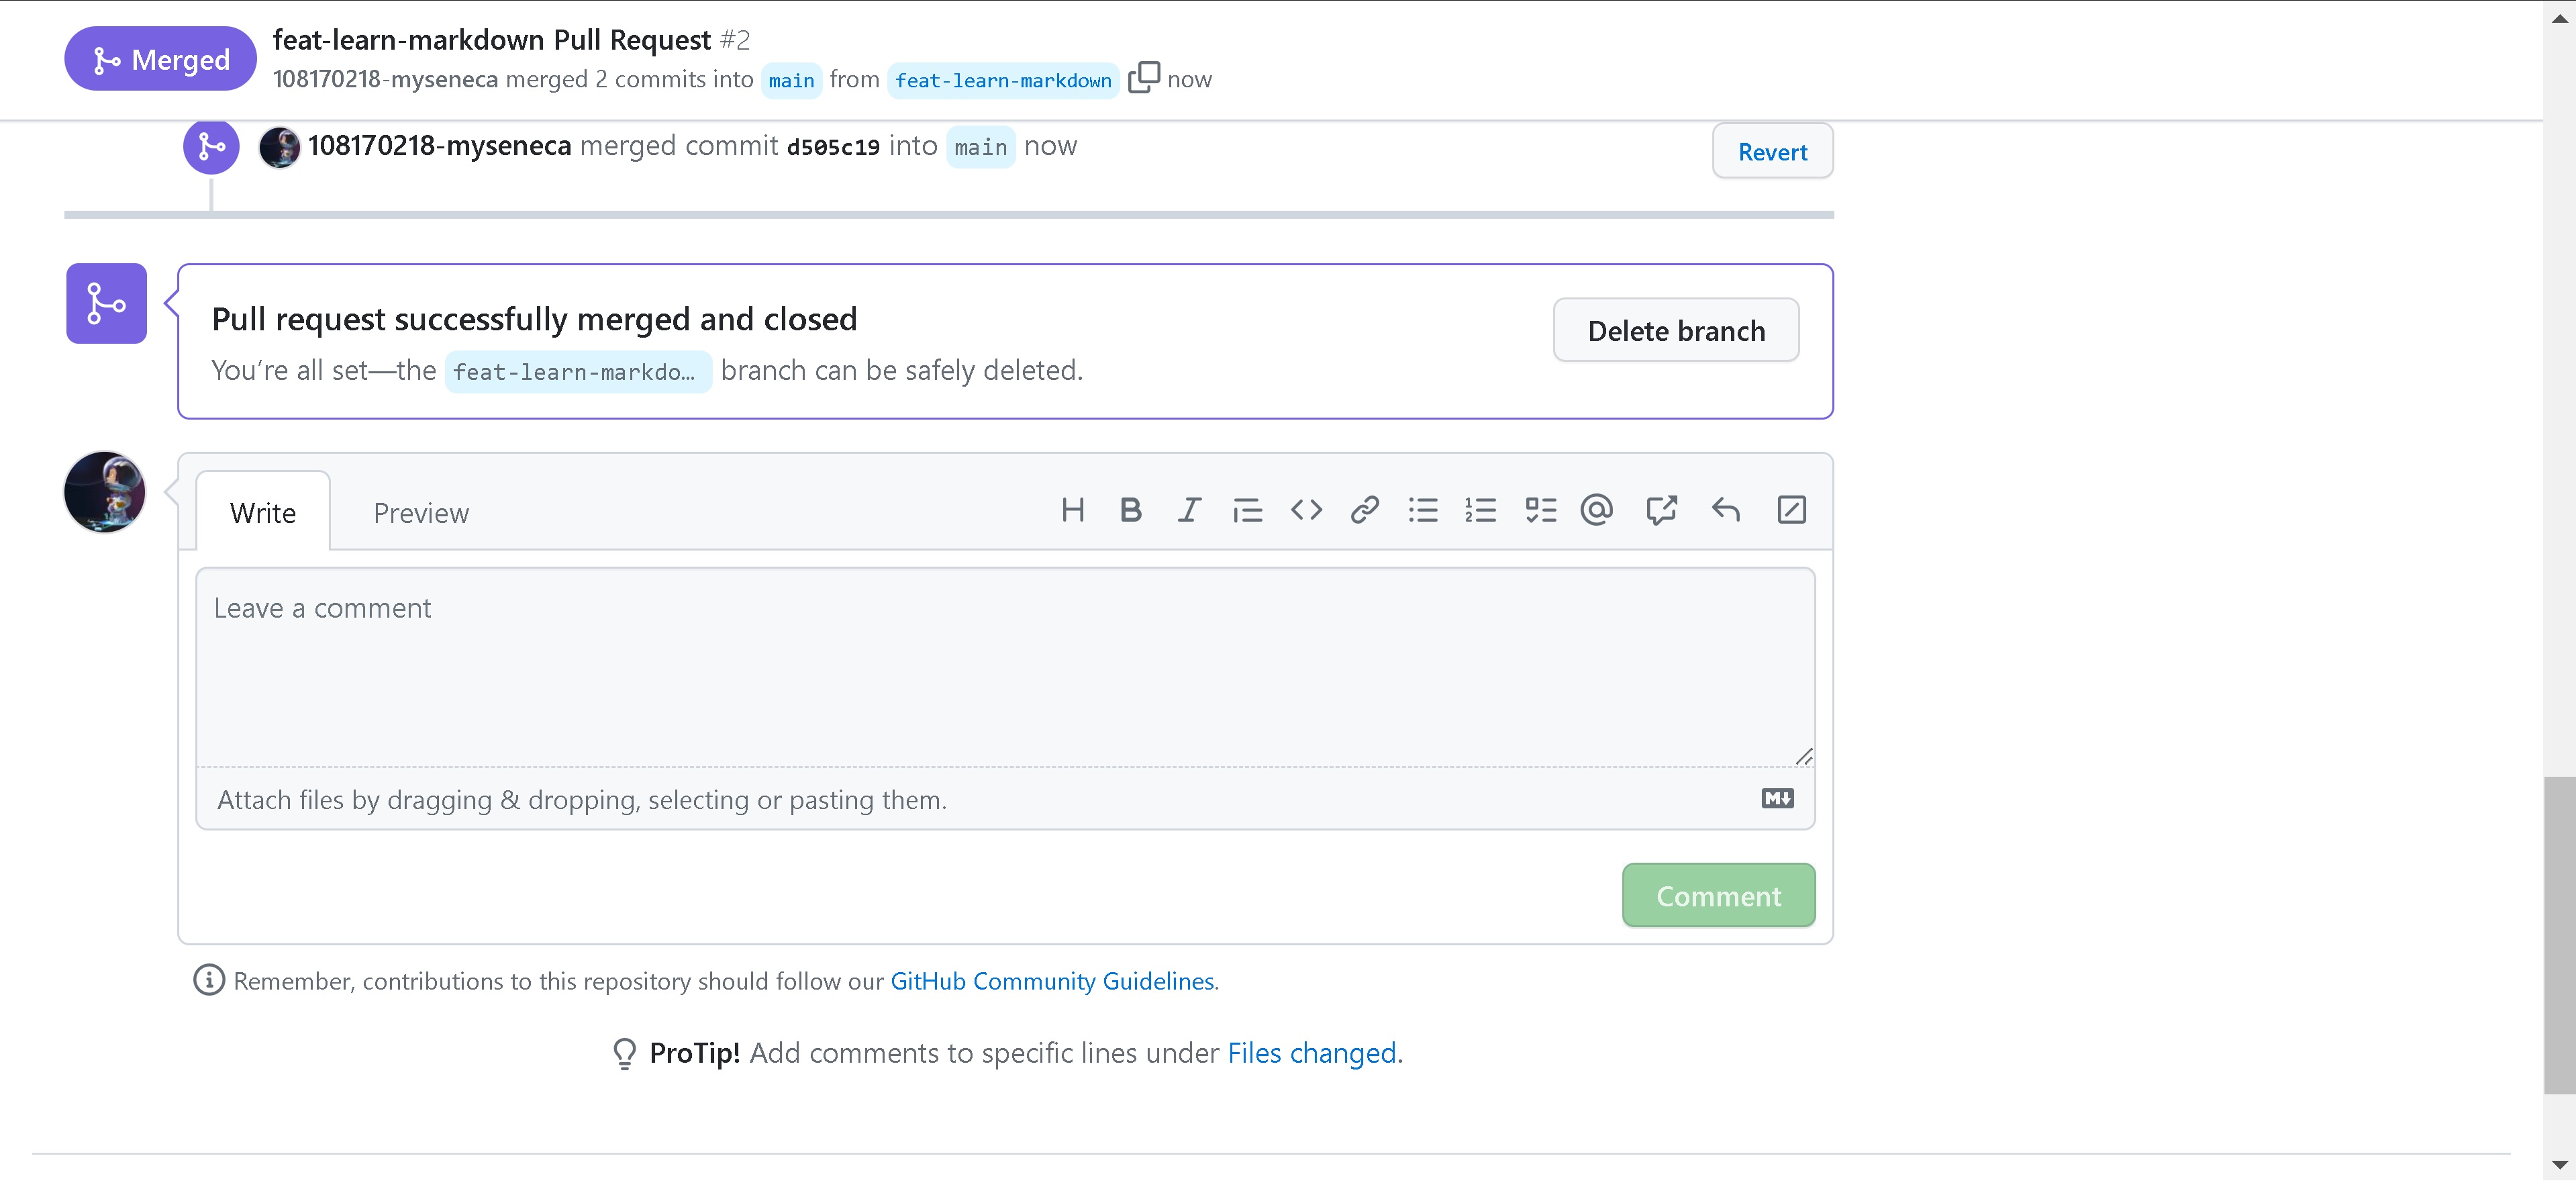 Merged
feat-learn-markdown Pull Request #2
108170218-myseneca merged 2 commits into main from feat-learn-markdown now
108170218-myseneca merged commit d505c19 into main now
Revert
Pull request successfully merged and closed
You’re all set—the feat-learn-markdo… branch can be safely deleted.
Delete branch
Write
Preview
Leave a comment
Attach files by dragging & dropping, selecting or pasting them.
Comment
Remember, contributions to this repository should follow our GitHub Community Guidelines.
ProTip! Add comments to specific lines under Files changed.